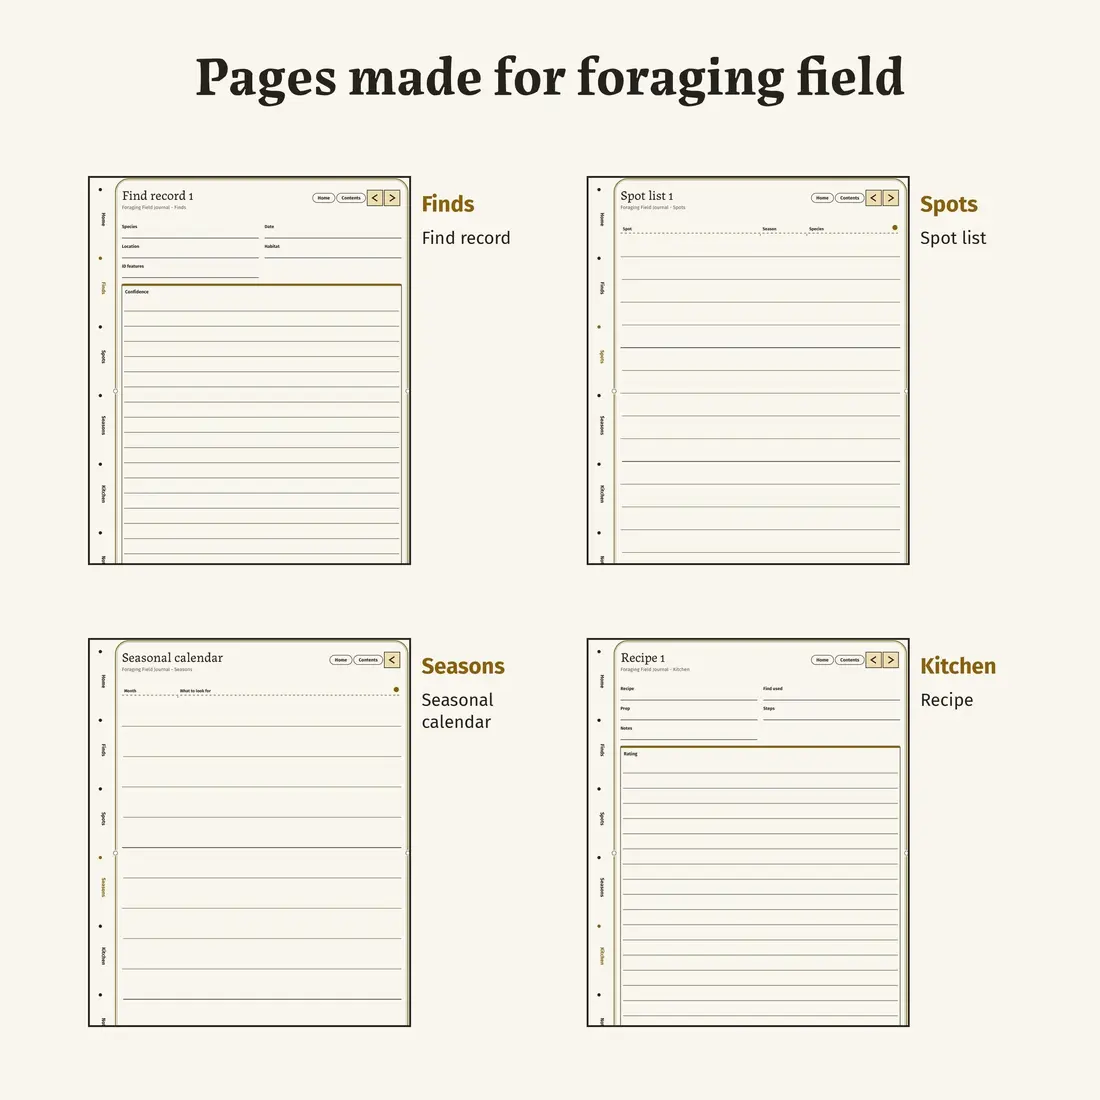 Pages made for foraging field
Find record 1
Foraging Field Journal - Finds
Home Contents < >
Species Date
Location Habitat
ID features
Confidence
Home
Finds
Spots
Seasons
Kitchen
Finds
Find record
Spot list 1
Foraging Field Journal - Spots
Home Contents < >
Spot Season Species
Home
Finds
Spots
Seasons
Kitchen
Spots
Spot list
Seasonal calendar
Foraging Field Journal - Seasons
Home Contents <
Month What to look for
Home
Finds
Spots
Seasons
Kitchen
Seasons
Seasonal
calendar
Recipe 1
Foraging Field Journal - Kitchen
Home Contents < >
Recipe Find used
Prep Steps
Notes
Rating
Home
Finds
Spots
Seasons
Kitchen
Kitchen
Recipe